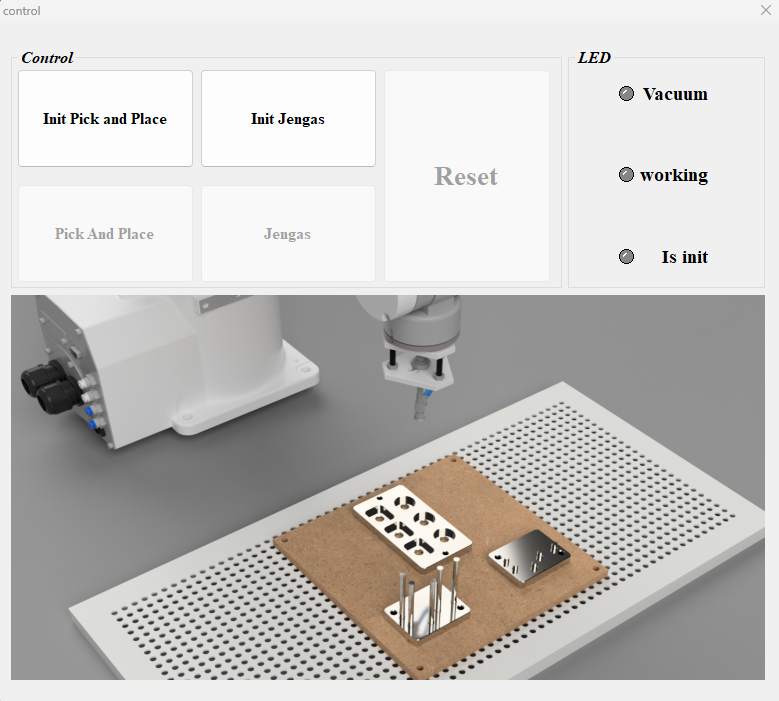 control
Control
Init Pick and Place
Init Jengas
Reset
Pick And Place
Jengas
LED
Vacuum
working
Is init